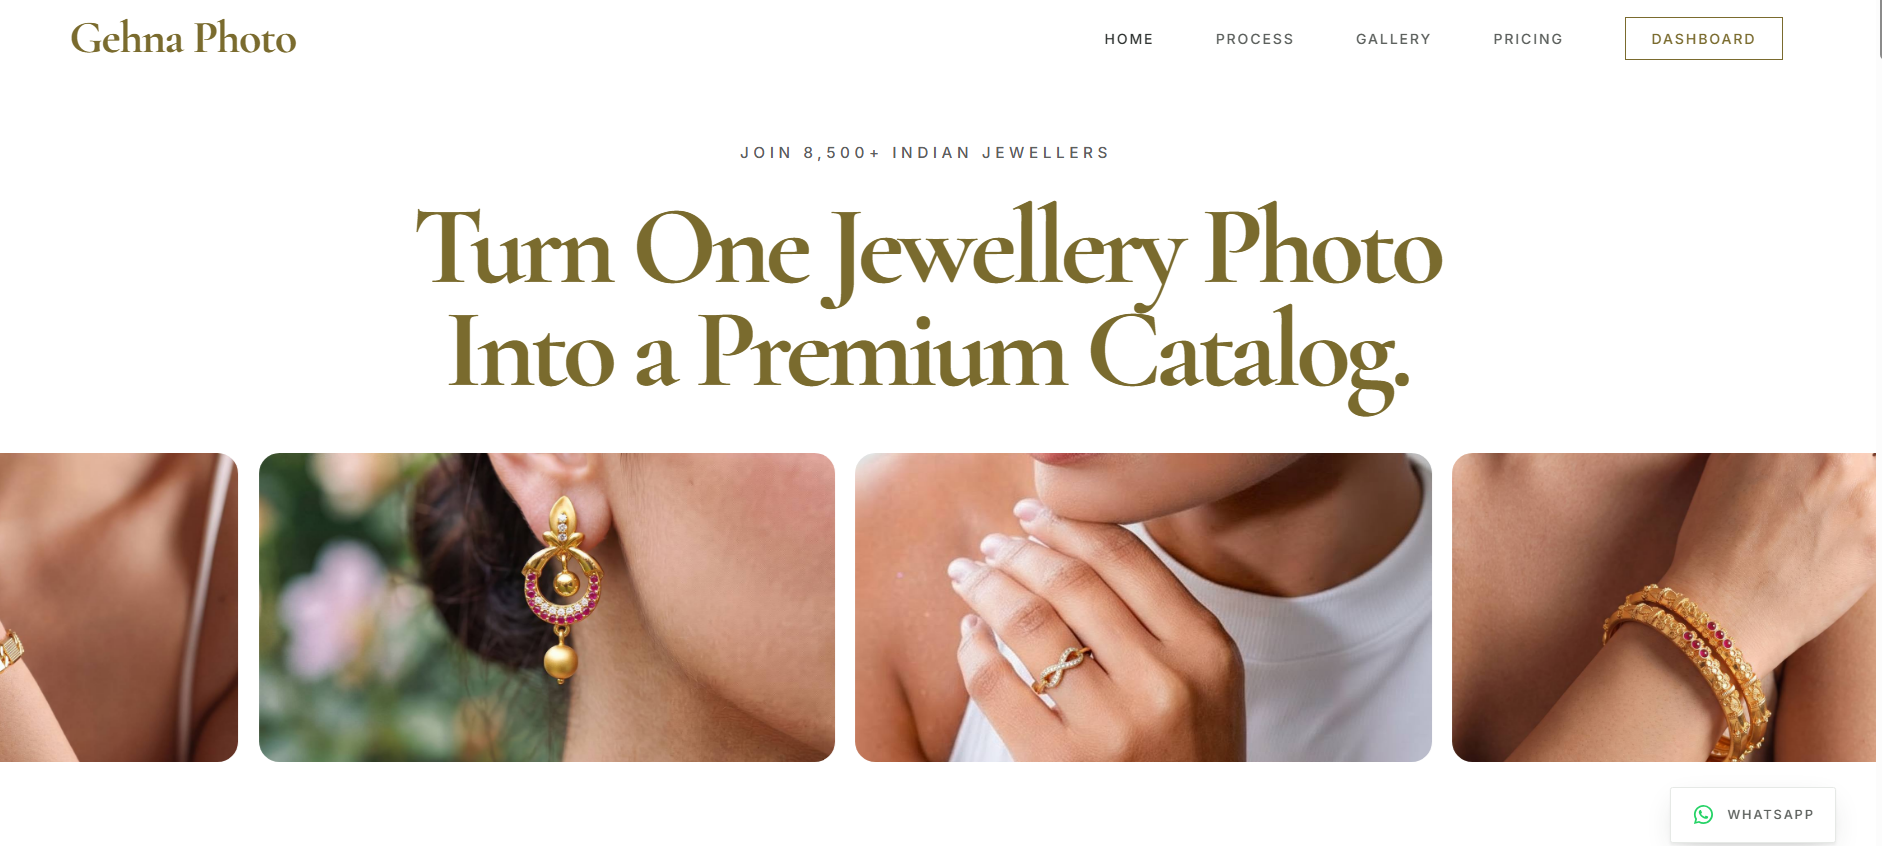 Gehna Photo
HOME PROCESS GALLERY PRICING DASHBOARD
JOIN 8,500+ INDIAN JEWELLERS
Turn One Jewellery Photo
Into a Premium Catalog.
WHATSAPP